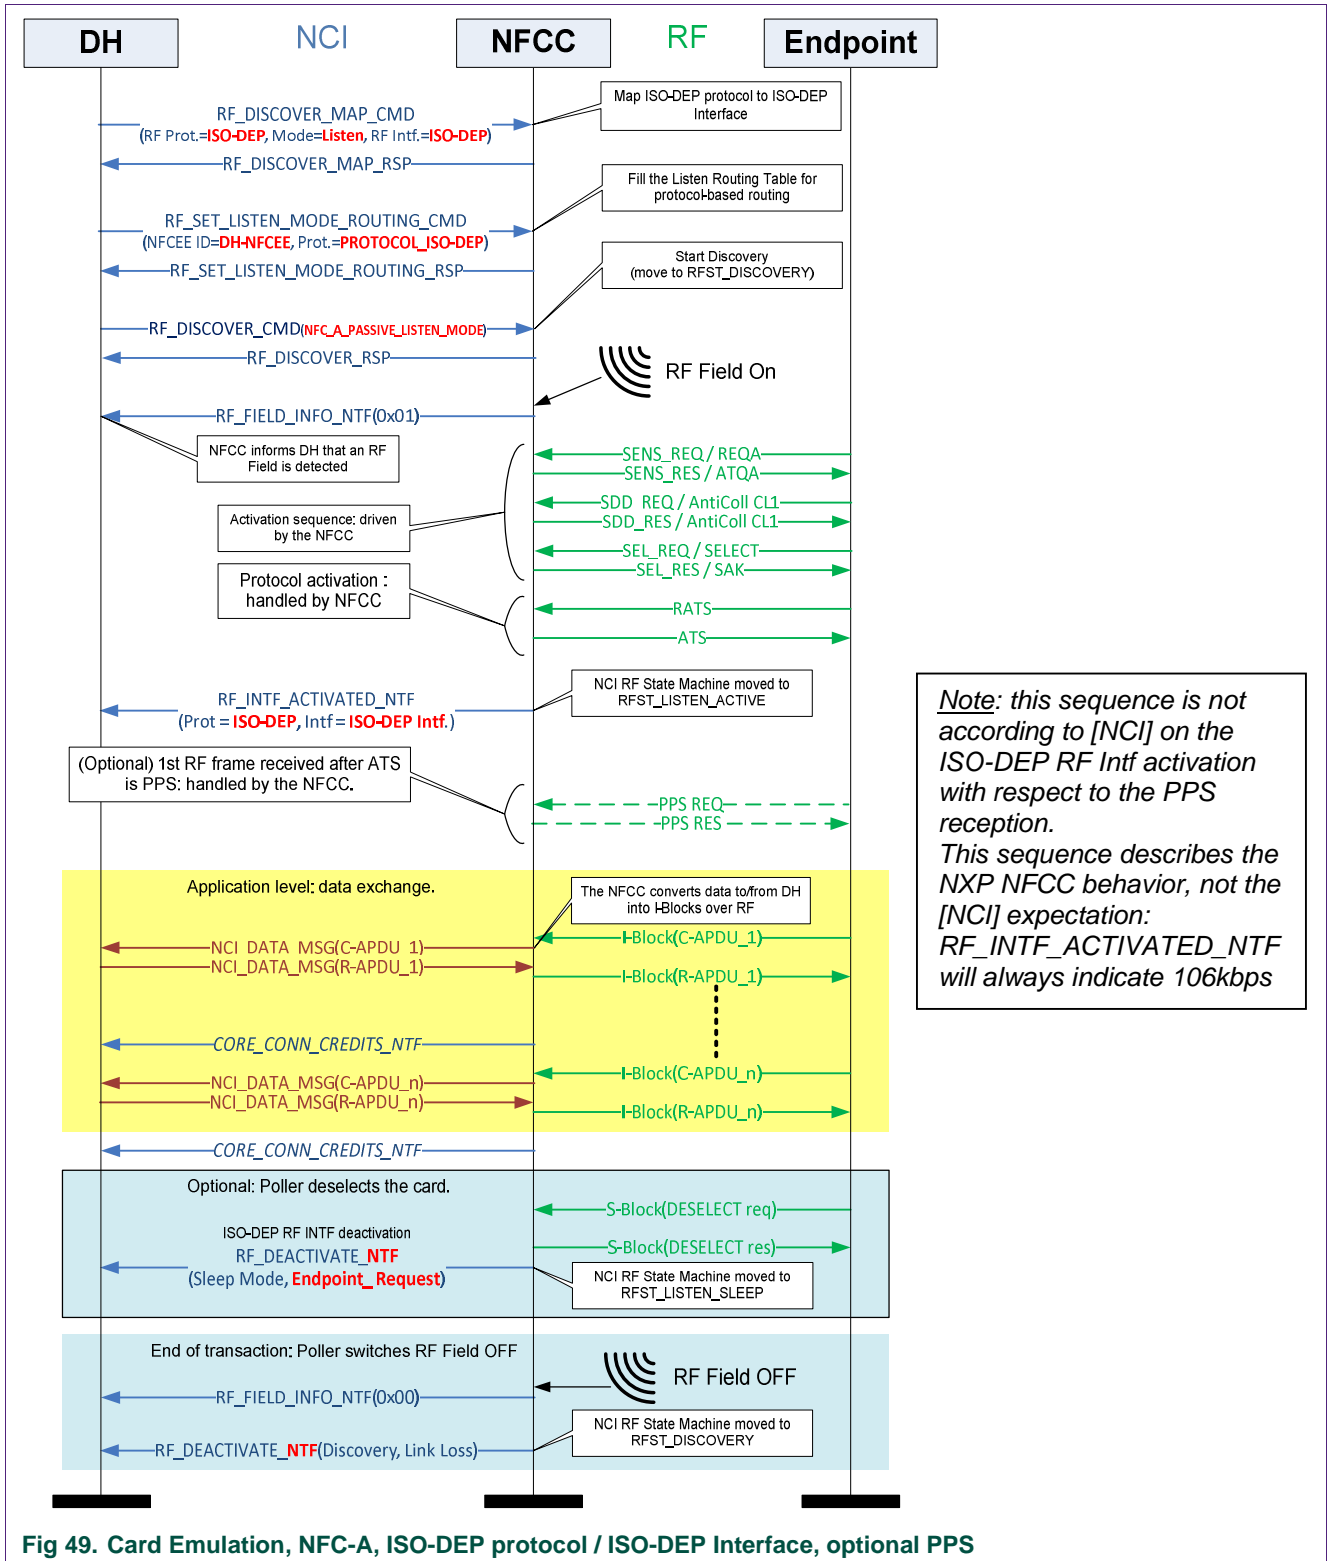 DH
NCI
NFCC
RF
Endpoint
Map ISO-DEP protocol to ISO-DEP
Interface
RF_DISCOVER_MAP_CMD
(RF Prot.=ISO-DEP, Mode=Listen, RF Intf.=ISO-DEP)
RF_DISCOVER_MAP_RSP
Fill the Listen Routing Table for
protocol-based routing
RF_SET_LISTEN_MODE_ROUTING_CMD
(NFCEE ID=DH-NFCEE, Prot.=PROTOCOL_ISO-DEP)
RF_SET_LISTEN_MODE_ROUTING_RSP
Start Discovery
(move to RFST_DISCOVERY)
RF_DISCOVER_CMD(NFC_A_PASSIVE_LISTEN_MODE)
RF_DISCOVER_RSP
RF Field On
RF_FIELD_INFO_NTF(0x01)
NFCC informs DH that an RF
Field is detected
SENS_REQ / REQA
SENS_RES / ATQA
SDD_REQ / AntiColl CL1
SDD_RES / AntiColl CL1
Activation sequence: driven
by the NFCC
SEL_REQ / SELECT
SEL_RES / SAK
Protocol activation :
handled by NFCC
RATS
ATS
NCI RF State Machine moved to
RFST_LISTEN_ACTIVE
RF_INTF_ACTIVATED_NTF
(Prot = ISO-DEP, Intf = ISO-DEP Intf.)
(Optional) 1st RF frame received after ATS
is PPS: handled by the NFCC.
PPS REQ
PPS RES
Note: this sequence is not
according to [NCI] on the
ISO-DEP RF Intf activation
with respect to the PPS
reception.
This sequence describes the
NXP NFCC behavior, not the
[NCI] expectation:
RF_INTF_ACTIVATED_NTF
will always indicate 106kbps
Application level: data exchange.
The NFCC converts data to/from DH
into I-Blocks over RF
I-Block(C-APDU_1)
NCI_DATA_MSG(C-APDU_1)
NCI_DATA_MSG(R-APDU_1)
I-Block(R-APDU_1)
CORE_CONN_CREDITS_NTF
I-Block(C-APDU_n)
NCI_DATA_MSG(C-APDU_n)
NCI_DATA_MSG(R-APDU_n)
I-Block(R-APDU_n)
CORE_CONN_CREDITS_NTF
Optional: Poller deselects the card.
S-Block(DESELECT req)
ISO-DEP RF INTF deactivation
S-Block(DESELECT res)
RF_DEACTIVATE_NTF
(Sleep Mode, Endpoint_Request)
NCI RF State Machine moved to
RFST_LISTEN_SLEEP
End of transaction: Poller switches RF Field OFF
RF Field OFF
RF_FIELD_INFO_NTF(0x00)
NCI RF State Machine moved to
RFST_DISCOVERY
RF_DEACTIVATE_NTF(Discovery, Link Loss)
Fig 49. Card Emulation, NFC-A, ISO-DEP protocol / ISO-DEP Interface, optional PPS